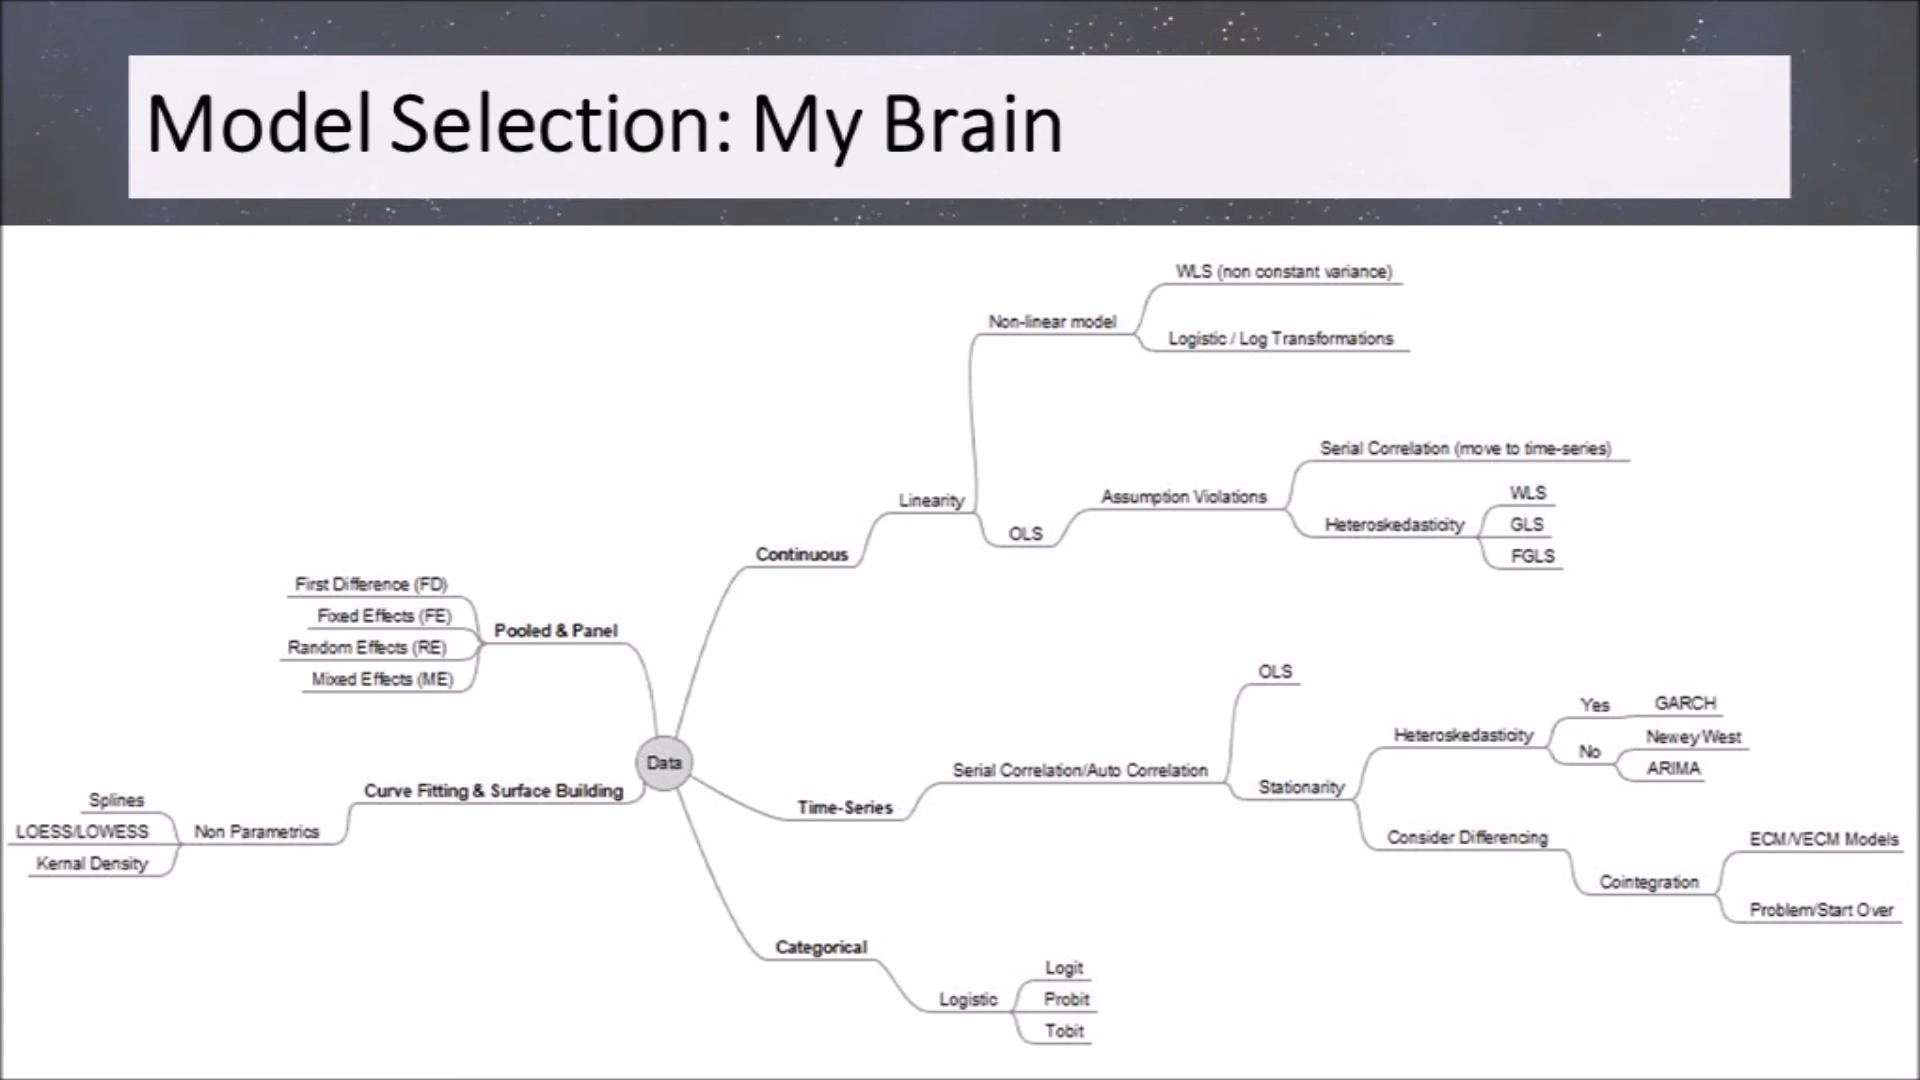 Model Selection: My Brain
WLS (non constant variance)
Non-linear model
Logistic / Log Transformations
Serial Correlation (move to time-series)
Linearity
Assumption Violations
WLS
OLS
Heteroskedasticity
GLS
Continuous
FGLS
First Difference (FD)
Fixed Effects (FE)
Pooled & Panel
Random Effects (RE)
Mixed Effects (ME)
OLS
Yes
GARCH
Heteroskedasticity
Newey West
No
Data
Serial Correlation/Auto Correlation
ARIMA
Stationarity
Curve Fitting & Surface Building
Splines
Time-Series
LOESS/LOWESS
Non Parametrics
Consider Differencing
ECM/VECM Models
Kernal Density
Cointegration
Problem/Start Over
Categorical
Logit
Logistic
Probit
Tobit